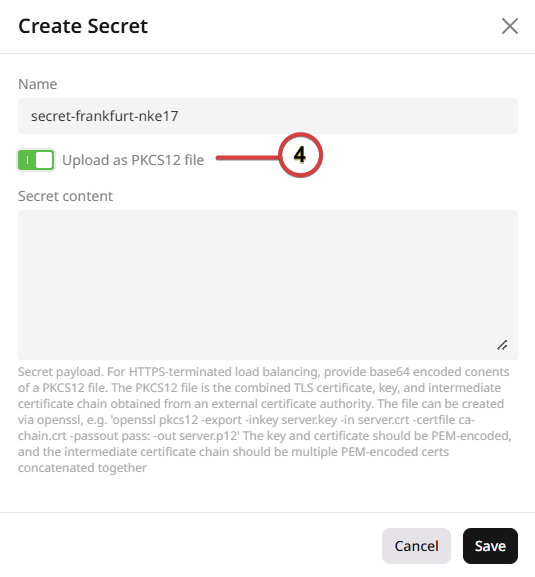 Create Secret
Name
secret-frankfurt-nke17
Upload as PKCS12 file
4
Secret content
Secret payload. For HTTPS-terminated load balancing, provide base64 encoded conents
of a PKCS12 file. The PKCS12 file is the combined TLS certificate, key, and intermediate
certificate chain obtained from an external certificate authority. The file can be created
via openssl, e.g. 'openssl pkcs12 -export -inkey server.key -in server.crt -certfile ca-
chain.crt -passout pass: -out server.p12' The key and certificate should be PEM-encoded,
and the intermediate certificate chain should be multiple PEM-encoded certs
concatenated together
Cancel
Save